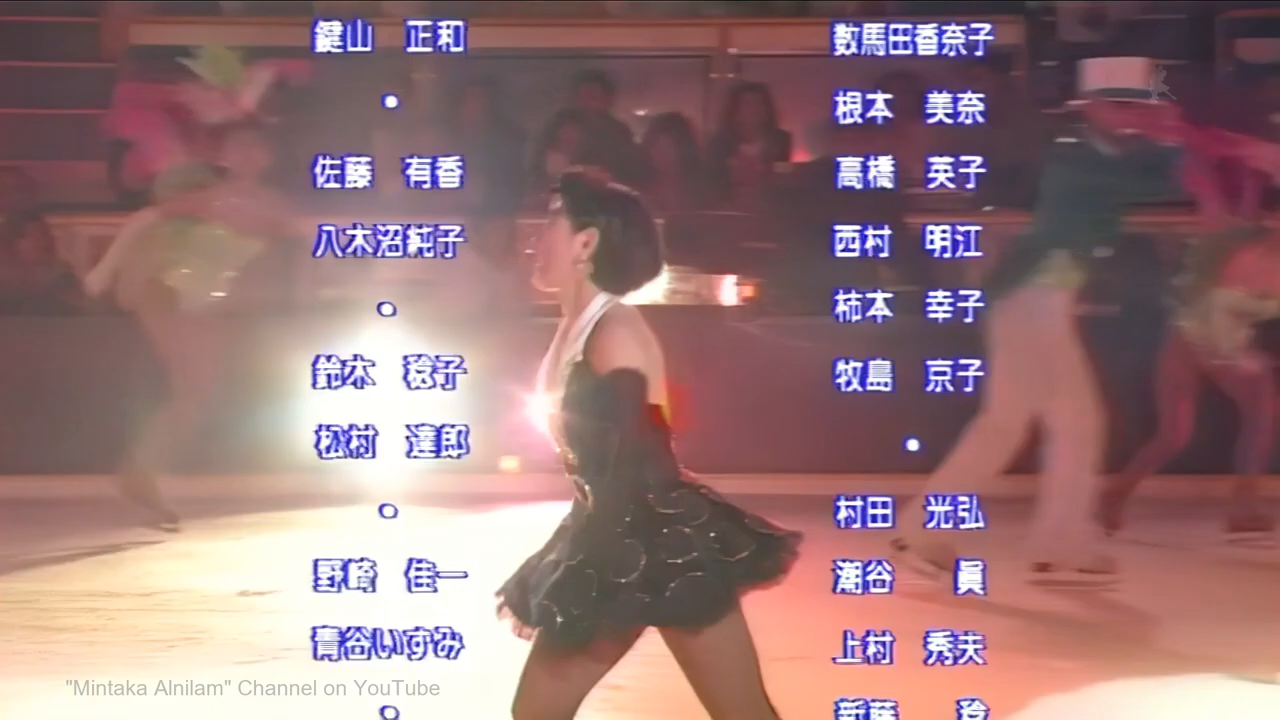 鍵山　正和
・
佐藤　有香
八木沼純子
・
鈴木　稔子
松村　達郎
・
野崎　佳一
青谷いずみ
・
数馬田香奈子
根本　美奈
高橋　英子
西村　明江
柿本　幸子
牧島　京子
・
村田　光弘
潮谷　　眞
上村　秀夫
"Mintaka Alnilam" Channel on YouTube